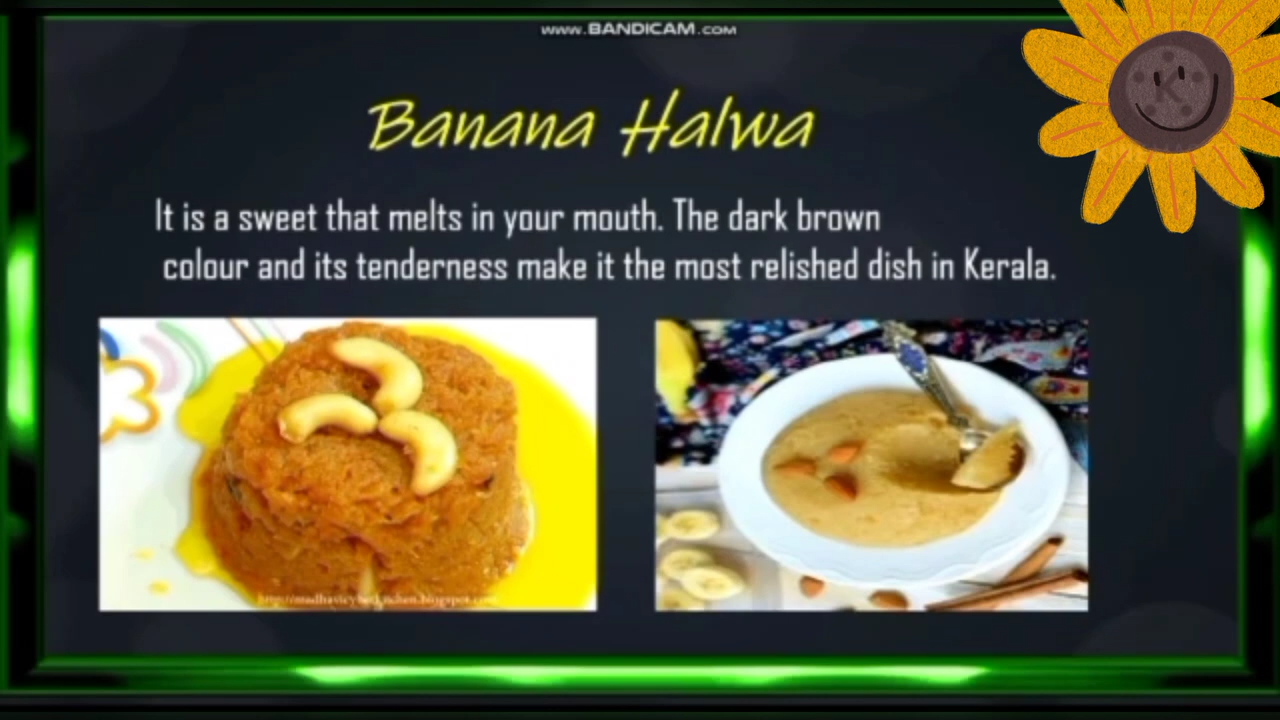 www.BANDICAM.com
Banana Halwa
It is a sweet that melts in your mouth. The dark brown
colour and its tenderness make it the most relished dish in Kerala.
K